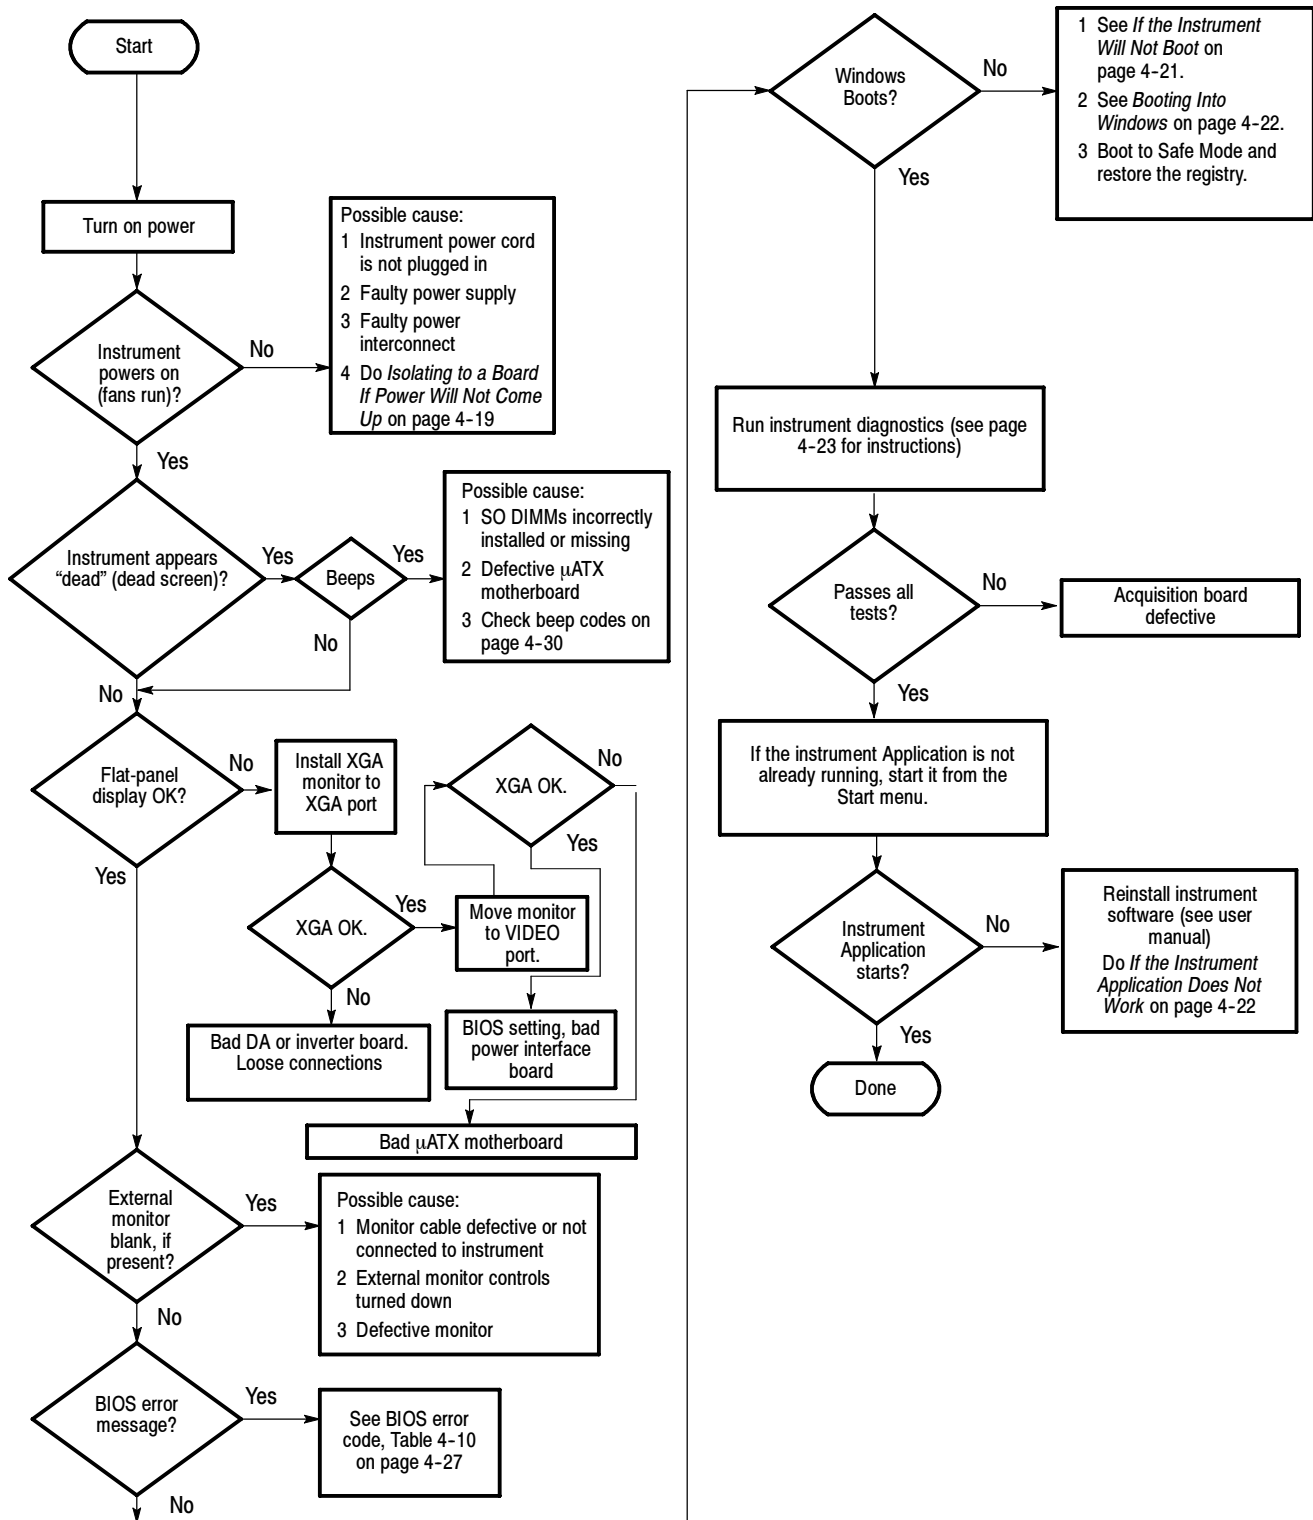 Start
Turn on power
Instrument
powers on
(fans run)?
No
Possible cause:
1 Instrument power cord
is not plugged in
2 Faulty power supply
3 Faulty power
interconnect
4 Do Isolating to a Board
If Power Will Not Come
Up on page 4-19
Yes
Instrument appears
“dead” (dead screen)?
Yes
Beeps
Yes
Possible cause:
1 SO DIMMs incorrectly
installed or missing
2 Defective µATX
motherboard
3 Check beep codes on
page 4-30
No
No
Flat-panel
display OK?
No
Install XGA
monitor to
XGA port
XGA OK.
No
Yes
Yes
XGA OK.
Yes
Move monitor
to VIDEO
port.
No
Bad DA or inverter board.
Loose connections
BIOS setting, bad
power interface
board
Bad µATX motherboard
External
monitor
blank, if
present?
Yes
Possible cause:
1 Monitor cable defective or not
connected to instrument
2 External monitor controls
turned down
3 Defective monitor
No
BIOS error
message?
Yes
See BIOS error
code, Table 4-10
on page 4-27
No
Windows
Boots?
No
1 See If the Instrument
Will Not Boot on
page 4-21.
2 See Booting Into
Windows on page 4-22.
3 Boot to Safe Mode and
restore the registry.
Yes
Run instrument diagnostics (see page
4-23 for instructions)
Passes all
tests?
No
Acquisition board
defective
Yes
If the instrument Application is not
already running, start it from the
Start menu.
Instrument
Application
starts?
No
Reinstall instrument
software (see user
manual)
Do If the Instrument
Application Does Not
Work on page 4-22
Yes
Done